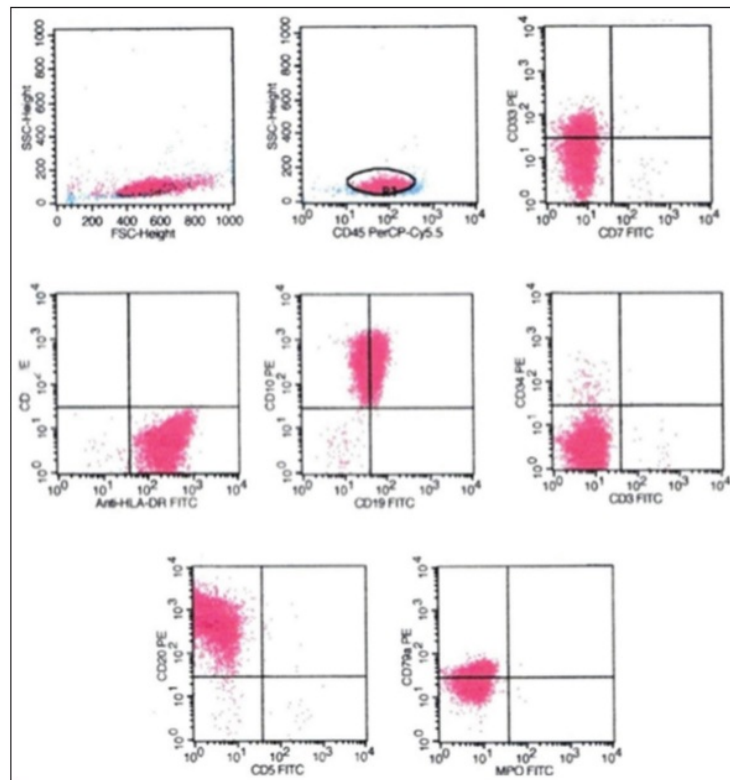 SSC-Height
0 200 400 600 800 1000
0 200 400 600 800 1000
FSC-Height
SSC-Height
0 200 400 600 800 1000
R1
10⁰ 10¹ 10² 10³ 10⁴
CD45 PerCP-Cy5.5
CD33 PE
10⁰ 10¹ 10² 10³ 10⁴
10⁰ 10¹ 10² 10³ 10⁴
CD7 FITC
CD
10⁰ 10¹ 10² 10³ 10⁴
10⁰ 10¹ 10² 10³ 10⁴
Anti-HLA-DR FITC
CD10 PE
10⁰ 10¹ 10² 10³ 10⁴
10⁰ 10¹ 10² 10³ 10⁴
CD19 FITC
CD34 PE
10⁰ 10¹ 10² 10³ 10⁴
10⁰ 10¹ 10² 10³ 10⁴
CD3 FITC
CD20 PE
10⁰ 10¹ 10² 10³ 10⁴
10⁰ 10¹ 10² 10³ 10⁴
CD5 FITC
CD79a PE
10⁰ 10¹ 10² 10³ 10⁴
10⁰ 10¹ 10² 10³ 10⁴
MPO FITC